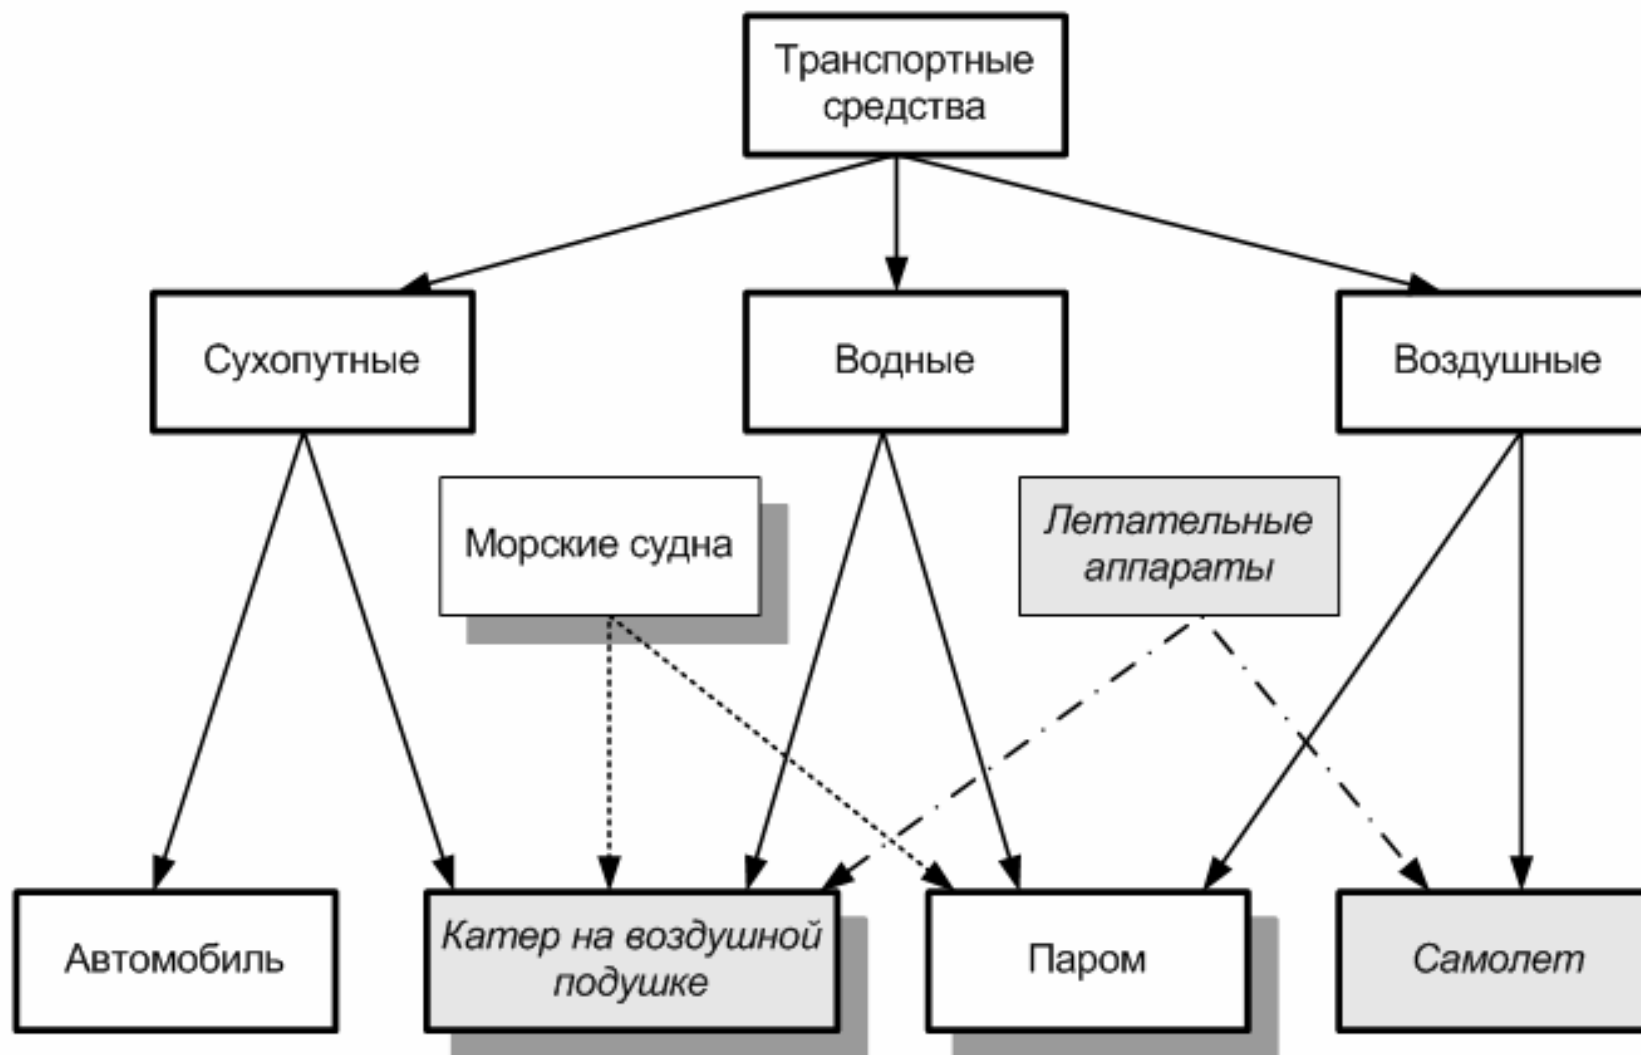 Транспортные
средства
Сухопутные
Водные
Воздушные
Морские судна
Летательные
аппараты
Автомобиль
Катер на воздушной
подушке
Паром
Самолет